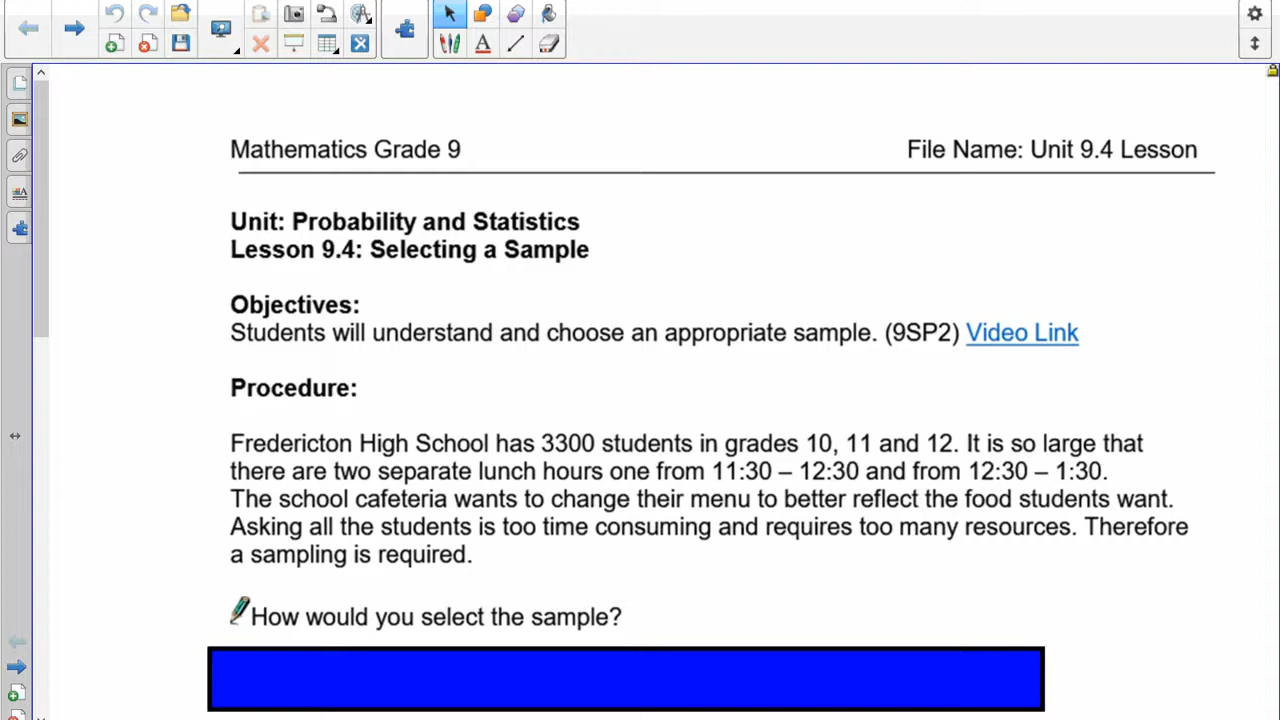 Mathematics Grade 9 File Name: Unit 9.4 Lesson
Unit: Probability and Statistics
Lesson 9.4: Selecting a Sample
Objectives:
Students will understand and choose an appropriate sample. (9SP2) Video Link
Procedure:
Fredericton High School has 3300 students in grades 10, 11 and 12. It is so large that
there are two separate lunch hours one from 11:30 – 12:30 and from 12:30 – 1:30.
The school cafeteria wants to change their menu to better reflect the food students want.
Asking all the students is too time consuming and requires too many resources. Therefore
a sampling is required.
How would you select the sample?